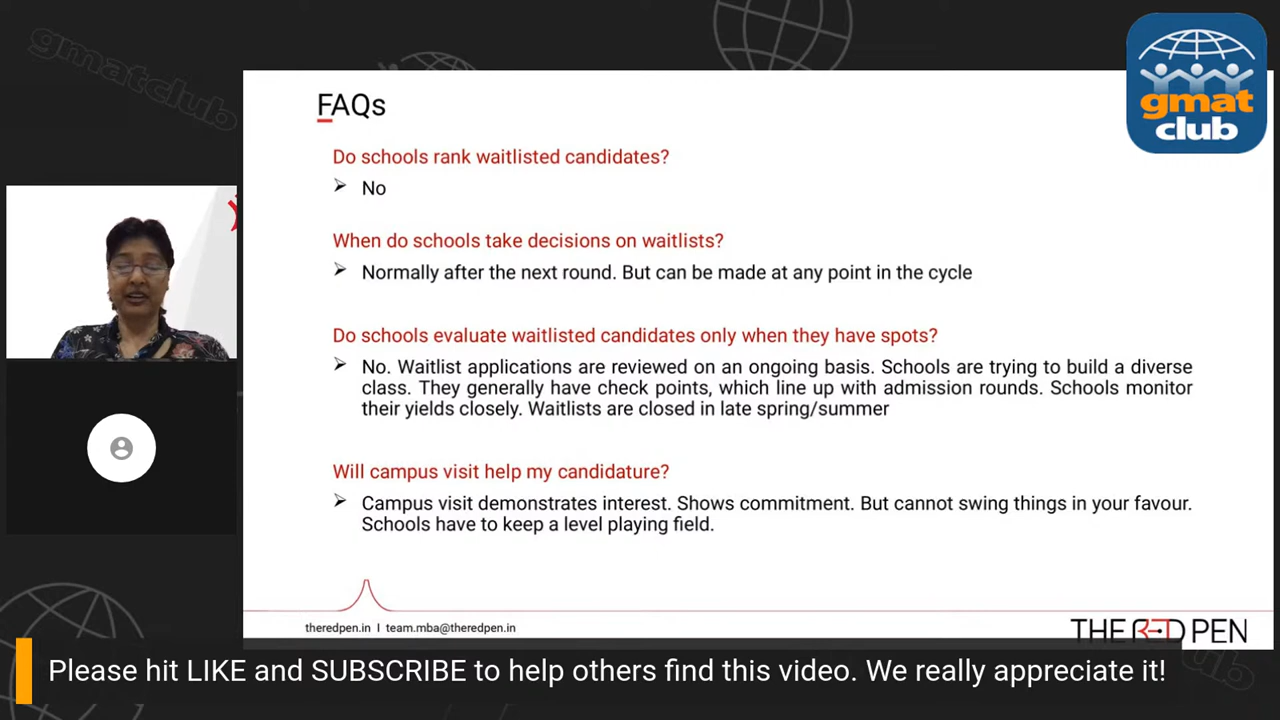 gmatclub
gmat
club
FAQs
Do schools rank waitlisted candidates?
➢ No
When do schools take decisions on waitlists?
➢ Normally after the next round. But can be made at any point in the cycle
Do schools evaluate waitlisted candidates only when they have spots?
➢ No. Waitlist applications are reviewed on an ongoing basis. Schools are trying to build a diverse
class. They generally have check points, which line up with admission rounds. Schools monitor
their yields closely. Waitlists are closed in late spring/summer
Will campus visit help my candidature?
➢ Campus visit demonstrates interest. Shows commitment. But cannot swing things in your favour.
Schools have to keep a level playing field.
theredpen.in I team.mba@theredpen.in
THE RED PEN
Please hit LIKE and SUBSCRIBE to help others find this video. We really appreciate it!